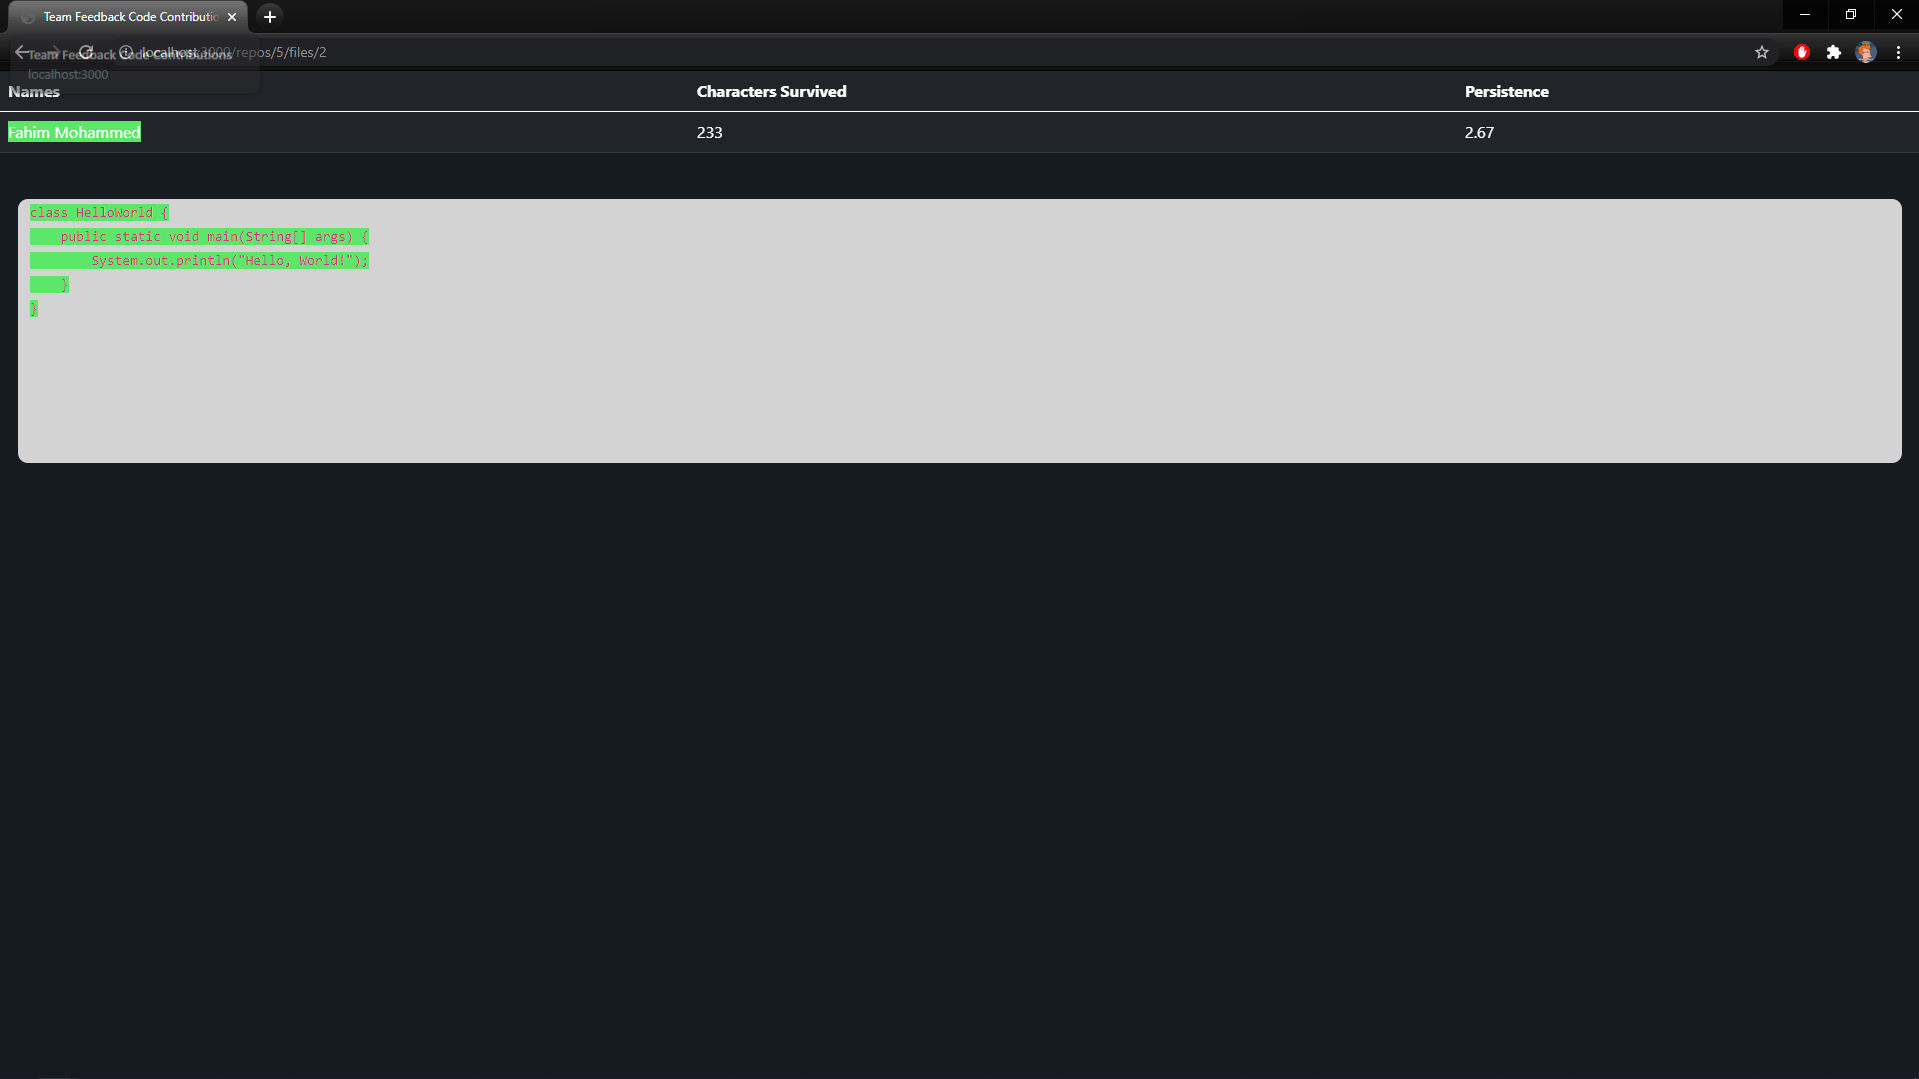 Team Feedback Code Contributio
localhost:3000/repos/5/files/2
Team Feedback Code Contributions
localhost:3000
Names Characters Survived Persistence
Fahim Mohammed 233 2.67
class HelloWorld {
    public static void main(String[] args) {
        System.out.println("Hello, World!");
    }
}